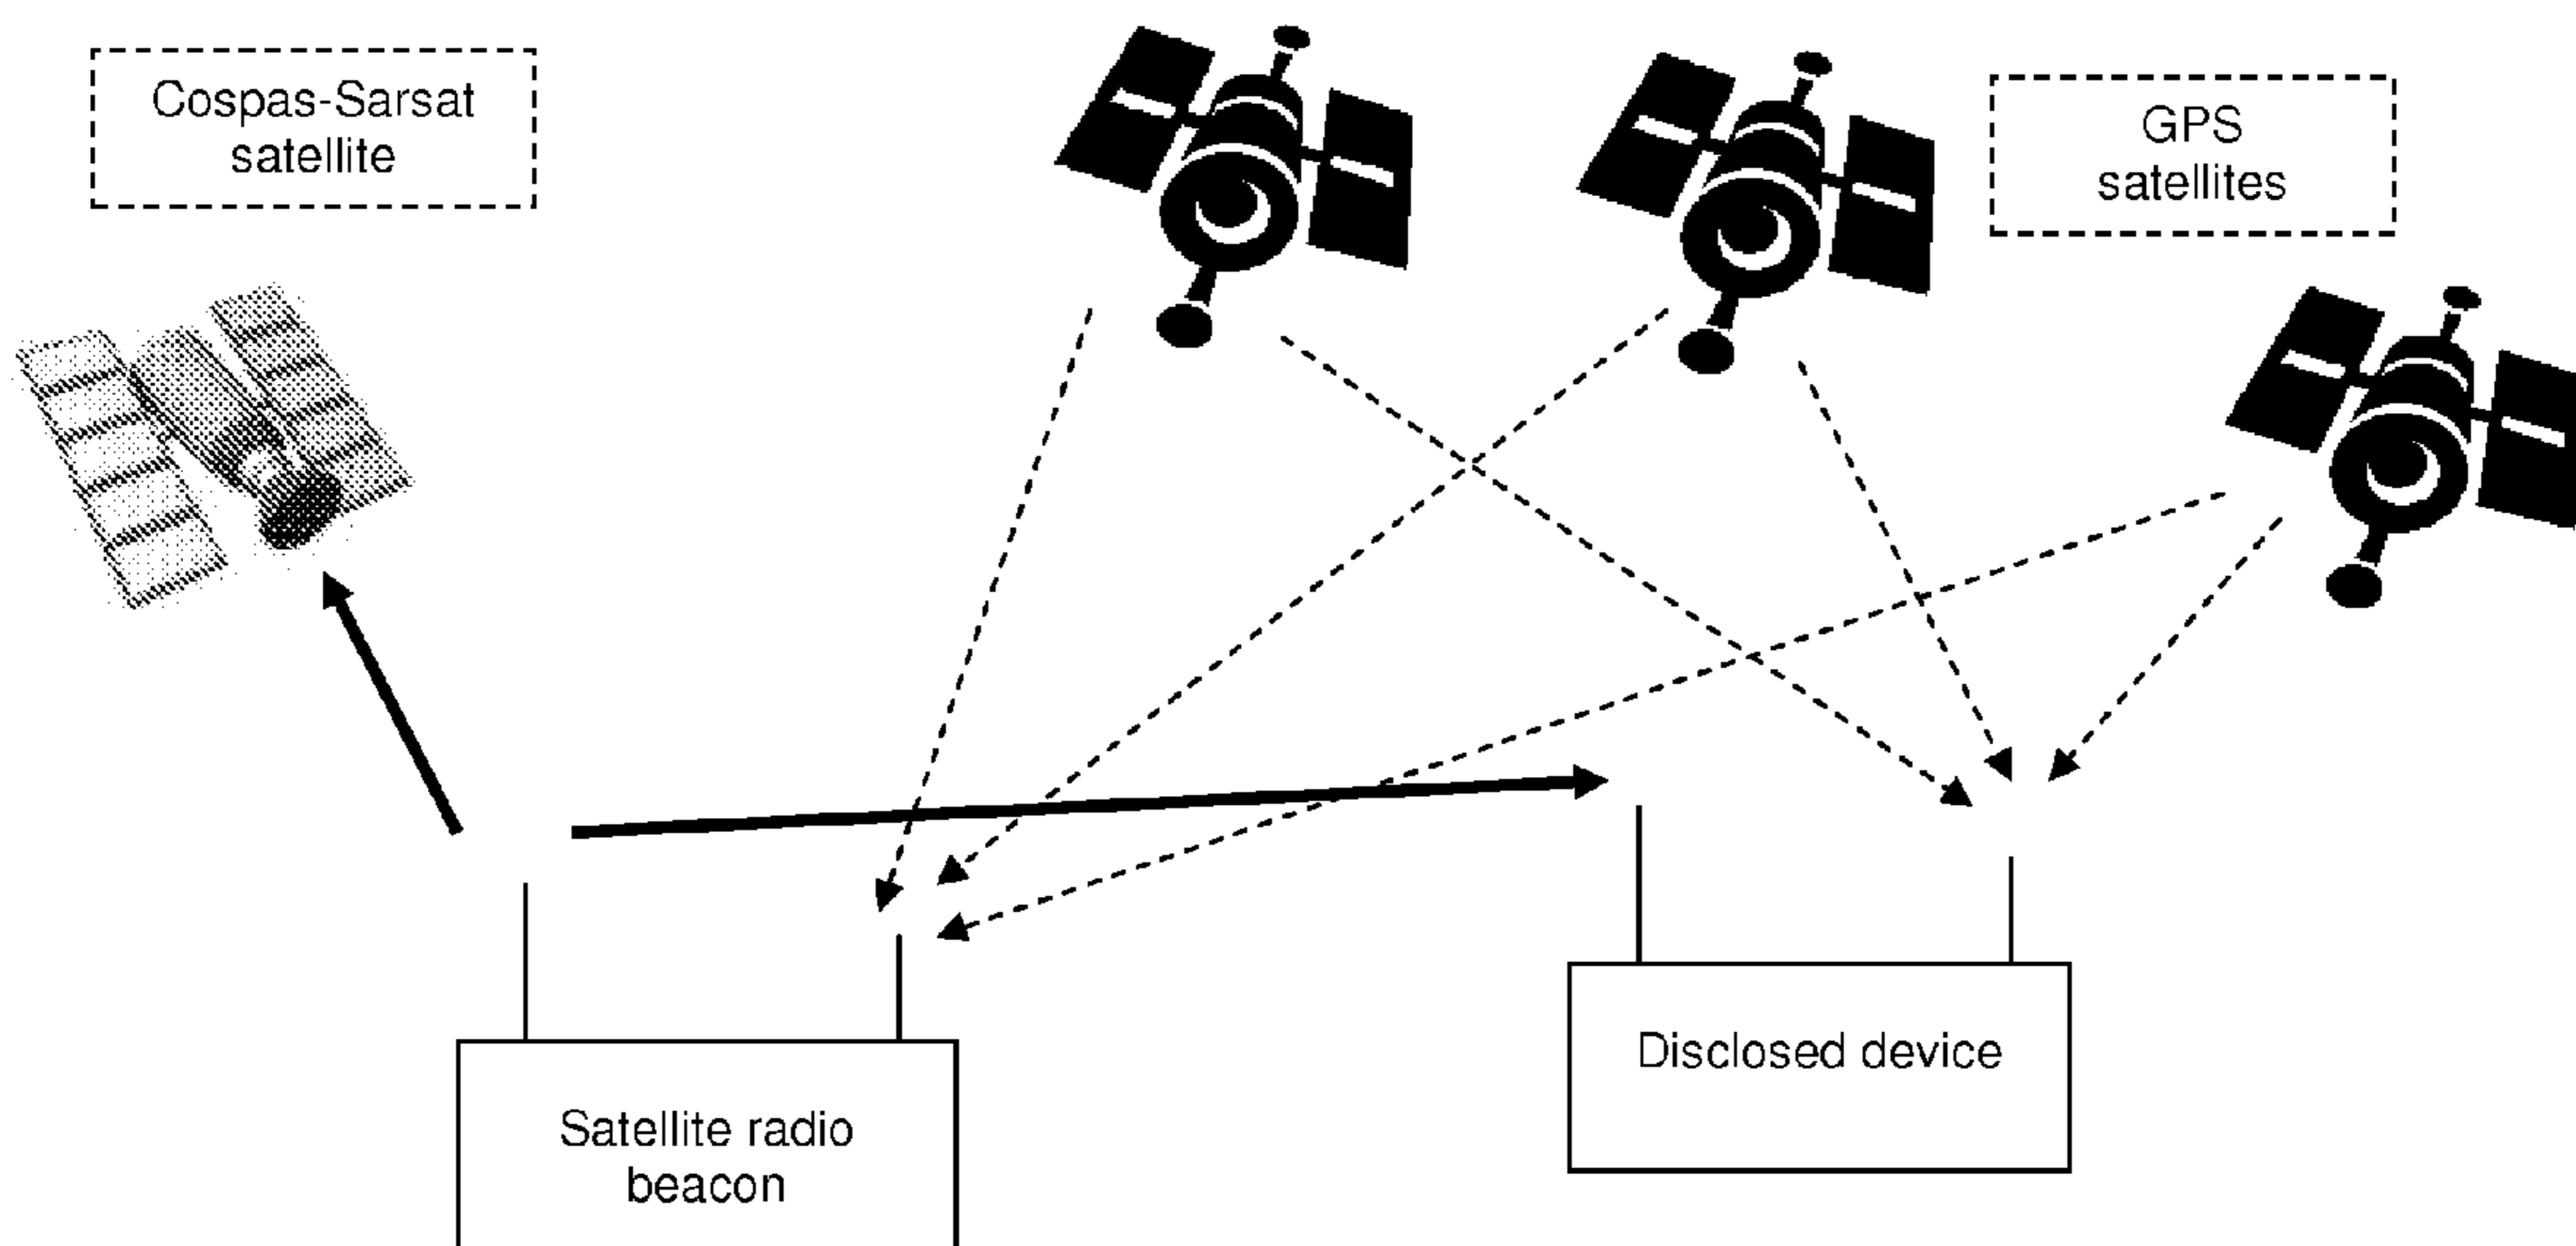 Cospas-Sarsat
satellite
GPS
satellites
Disclosed device
Satellite radio
beacon